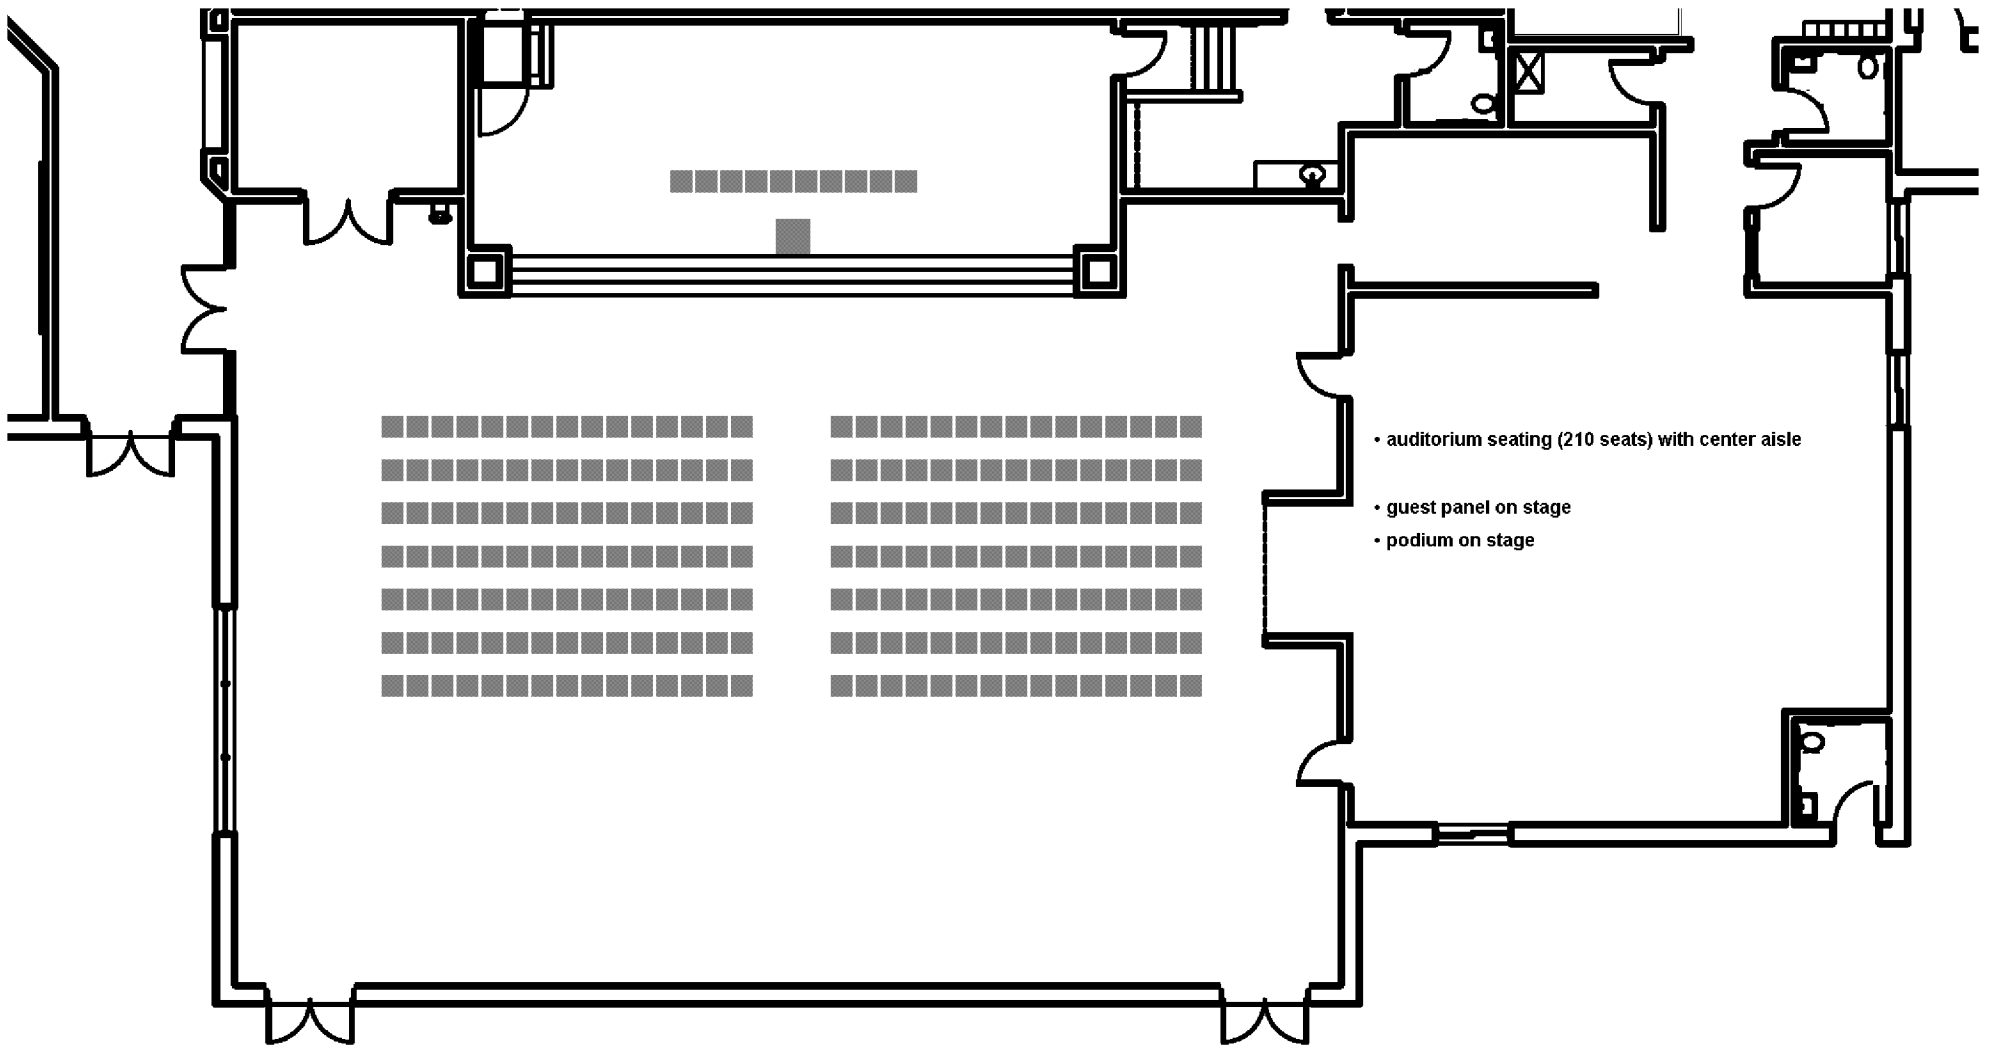 • auditorium seating (210 seats) with center aisle
• guest panel on stage
• podium on stage